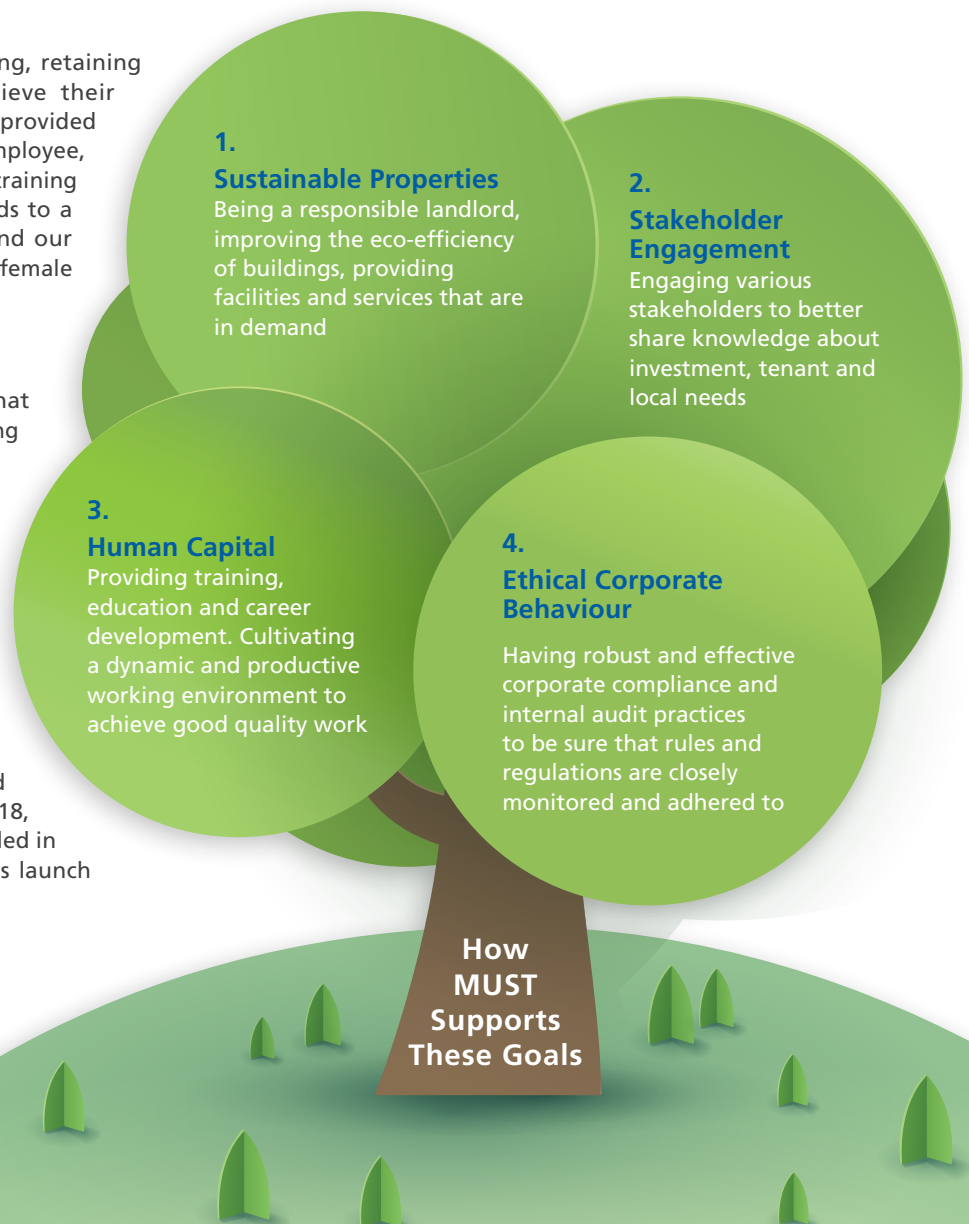 ng, retaining
ieve their
provided
mployee,
training
ds to a
nd our
female
hat
ng
d
18,
led in
s launch
1.
Sustainable Properties
Being a responsible landlord,
improving the eco-efficiency
of buildings, providing
facilities and services that are
in demand
2.
Stakeholder
Engagement
Engaging various
stakeholders to better
share knowledge about
investment, tenant and
local needs
3.
Human Capital
Providing training,
education and career
development. Cultivating
a dynamic and productive
working environment to
achieve good quality work
4.
Ethical Corporate
Behaviour
Having robust and effective
corporate compliance and
internal audit practices
to be sure that rules and
regulations are closely
monitored and adhered to
How
MUST
Supports
These Goals